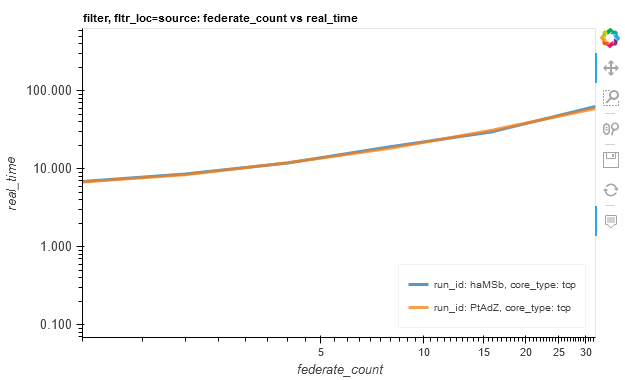 filter, fltr_loc=source: federate_count vs real_time
100.000
10.000
1.000
0.100
real_time
run_id: haMSb, core_type: tcp
run_id: PtAdZ, core_type: tcp
5
10
15
20
25
30
federate_count